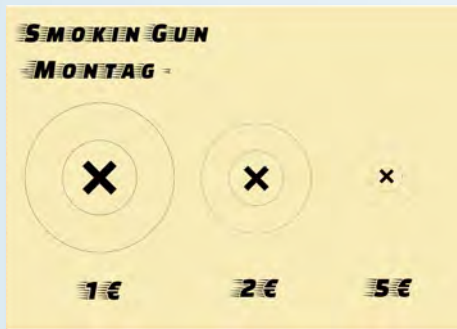 SMOKIN GUN
MONTAG -
1 € 2 € 5 €